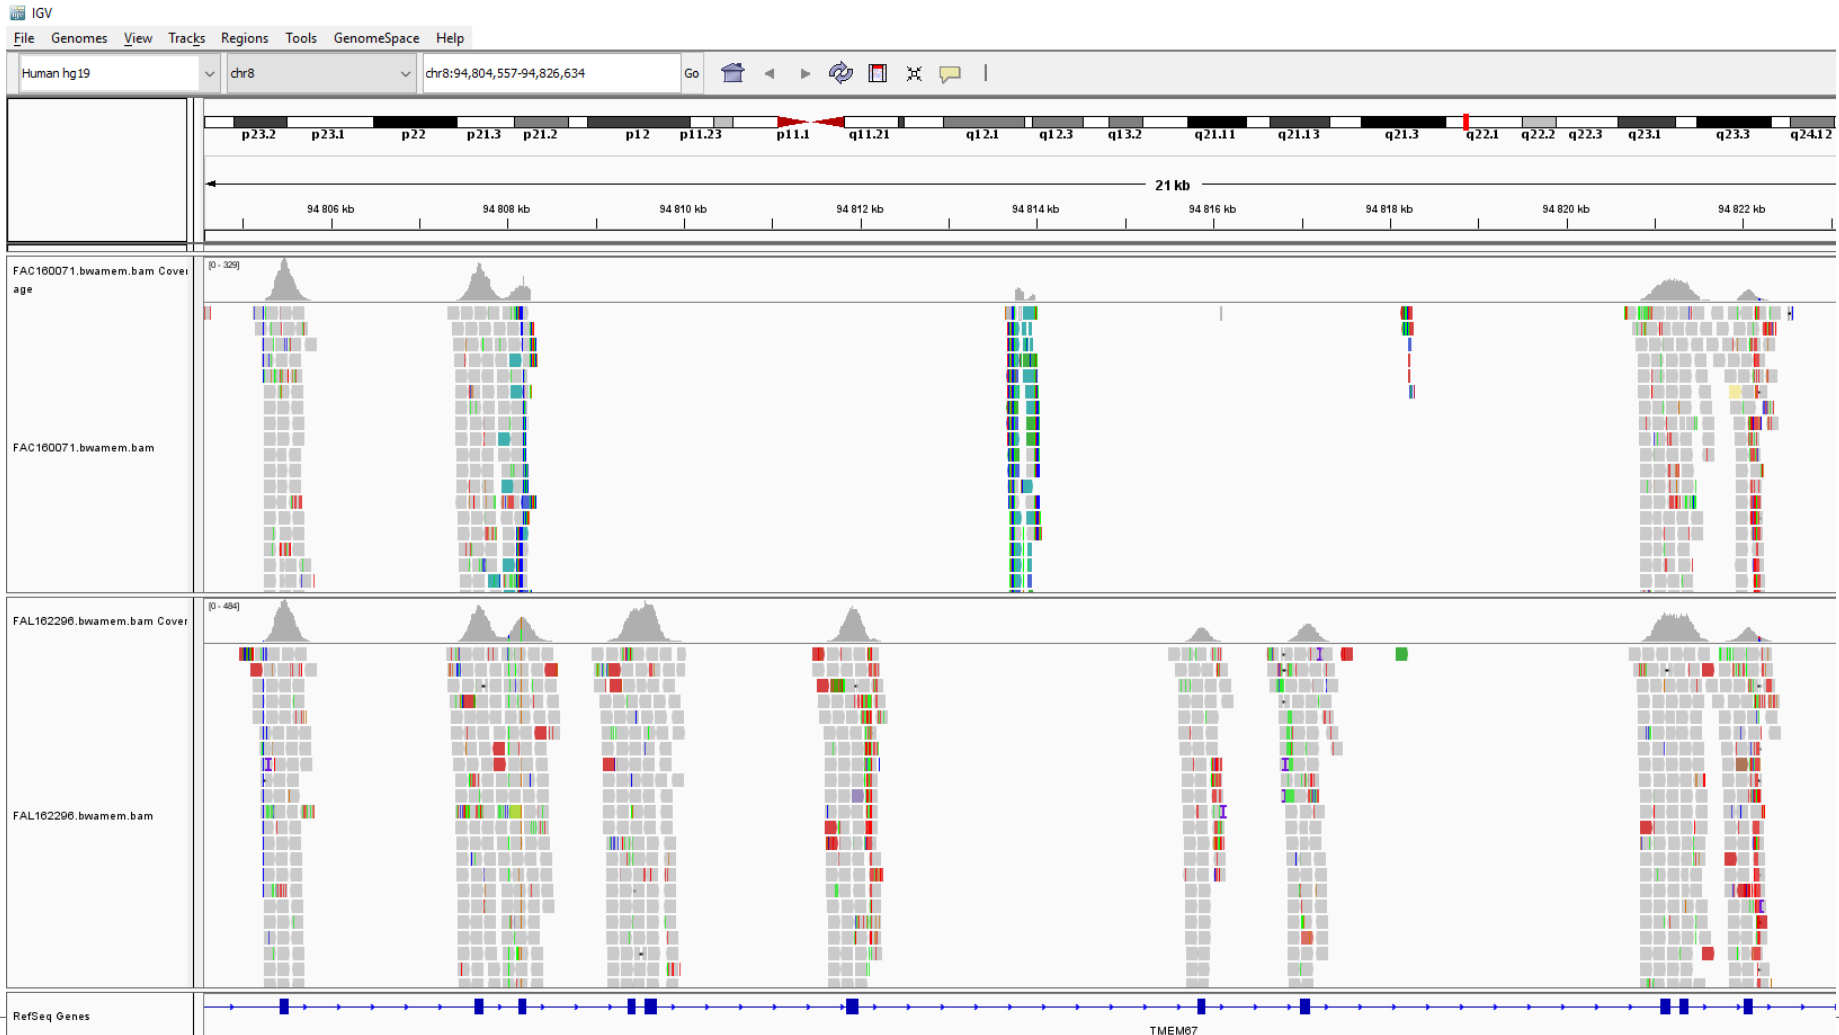 IGV
File Genomes View Tracks Regions Tools GenomeSpace Help
Human hg19 chr8 chr8:94,804,557-94,826,634 Go
p23.2 p23.1 p22 p21.3 p21.2 p12 p11.23 p11.1 q11.21 q12.1 q12.3 q13.2 q21.11 q21.13 q21.3 q22.1 q22.2 q22.3 q23.1 q23.3 q24.12
21 kb
94 806 kb 94 808 kb 94 810 kb 94 812 kb 94 814 kb 94 816 kb 94 818 kb 94 820 kb 94 822 kb
FAC160071.bwamem.bam Cover
age
[0 - 329]
FAC160071.bwamem.bam
FAL162296.bwamem.bam Cover
[0 - 484]
FAL162296.bwamem.bam
RefSeq Genes
TMEM67